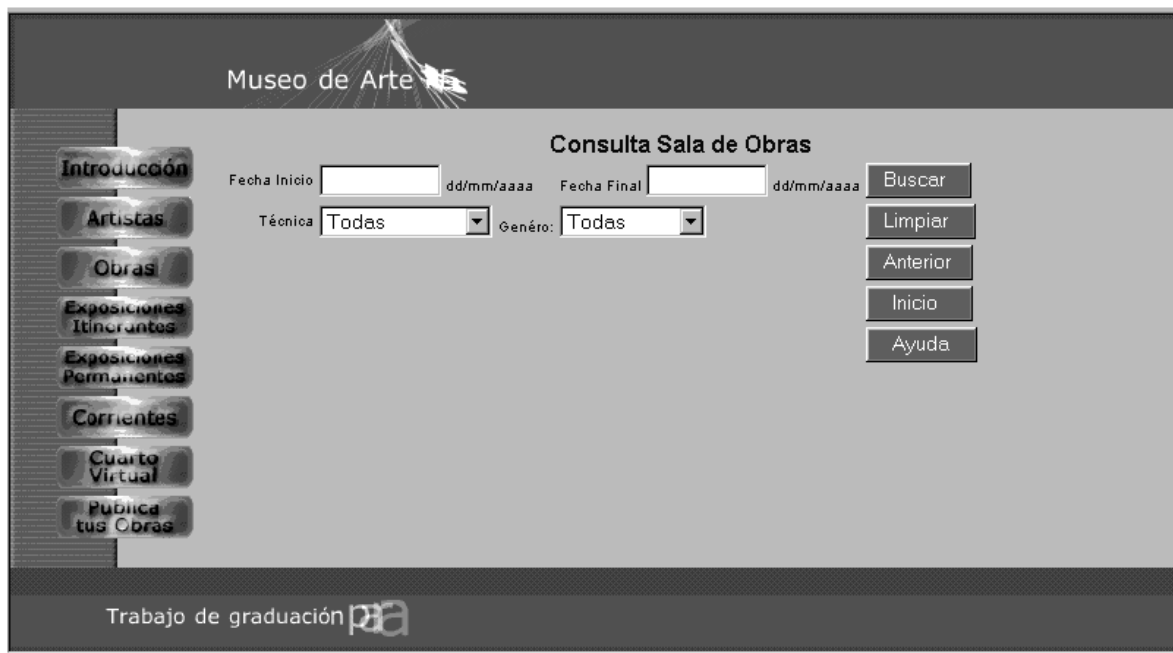 Museo de Arte
Consulta Sala de Obras
Fecha Inicio dd/mm/aaaa Fecha Final dd/mm/aaaa Buscar
Técnica Todas Genéro: Todas Limpiar
Anterior
Inicio
Ayuda
Introducción
Artistas
Obras
Exposiciones
Itinerantes
Exposiciones
Permanentes
Corrientes
Cuarto
Virtual
Publica
tus Obras
Trabajo de graduación